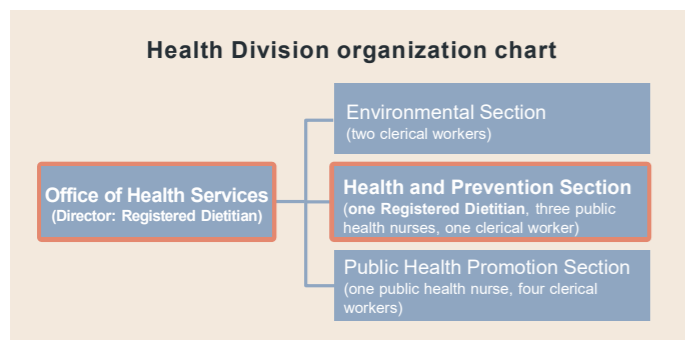 Health Division organization chart
Environmental Section
(two clerical workers)
Office of Health Services
(Director: Registered Dietitian)
Health and Prevention Section
(one Registered Dietitian, three public
health nurses, one clerical worker)
Public Health Promotion Section
(one public health nurse, four clerical
workers)